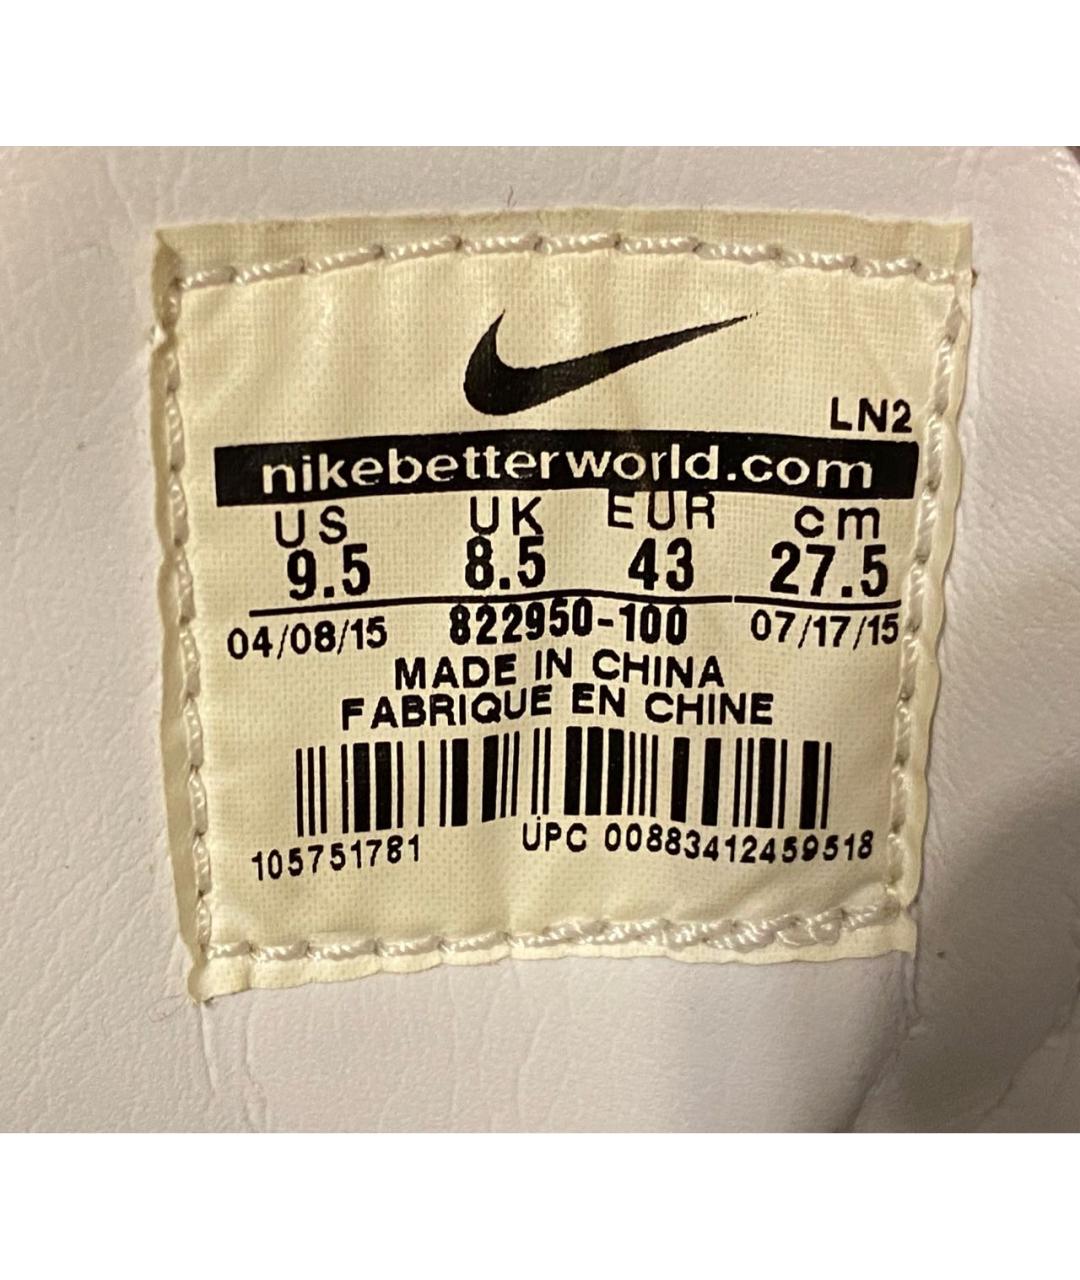 LN2
nikebetterworld.com
US UK EUR cm
9.5 8.5 43 27.5
04/08/15 822950-100 07/17/15
MADE IN CHINA
FABRIQUE EN CHINE
105751781 UPC 00883412459518